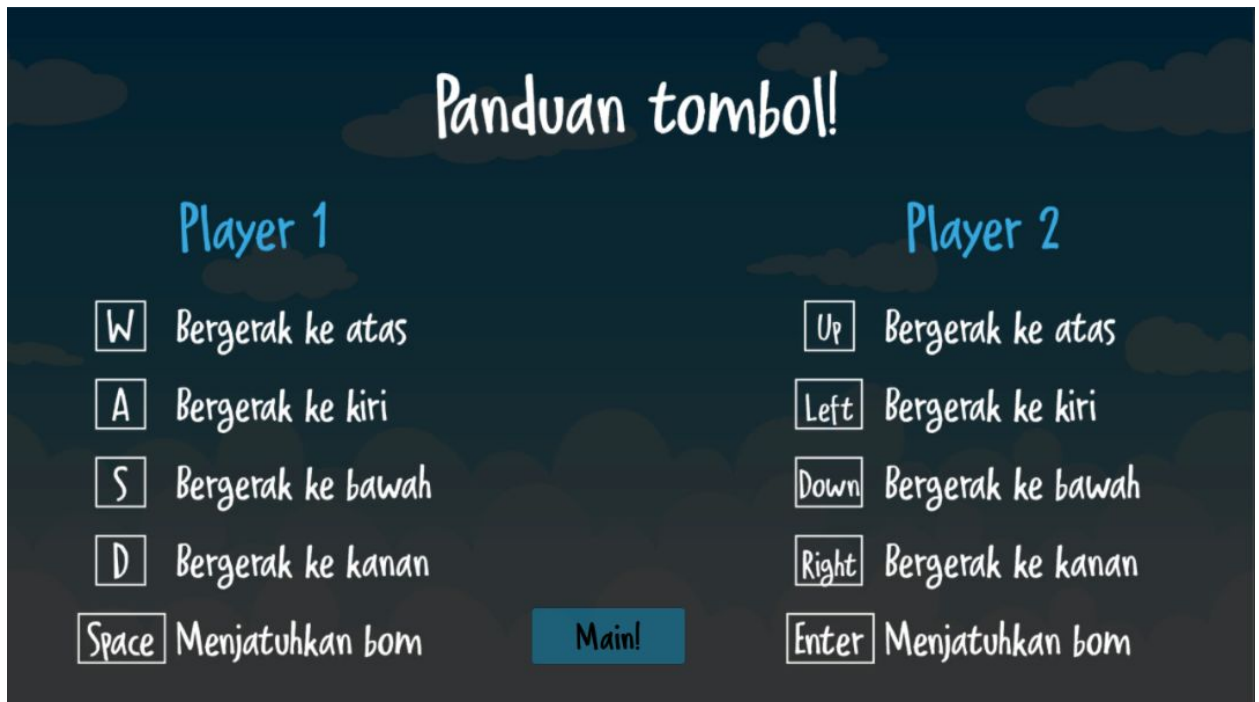 Panduan tombol!
Player 1
W Bergerak ke atas
A Bergerak ke kiri
S Bergerak ke bawah
D Bergerak ke kanan
Space Menjatuhkan bom
Player 2
Up Bergerak ke atas
Left Bergerak ke kiri
Down Bergerak ke bawah
Right Bergerak ke kanan
Enter Menjatuhkan bom
Main!